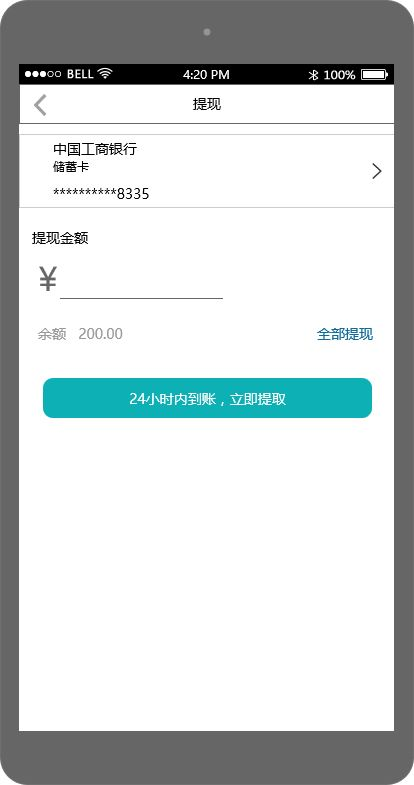 BELL 4:20 PM 100%
提现
中国工商银行
储蓄卡
**********8335
提现金额
¥
余额 200.00 全部提现
24小时内到账，立即提取